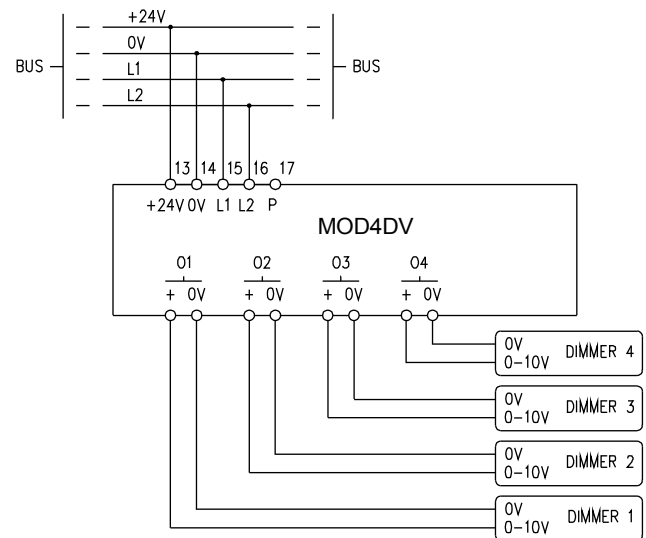 +24V
0V
BUS BUS
L1
L2
13 14 15 16 17
+24V 0V L1 L2 P
MOD4DV
O1 O2 O3 O4
+ 0V + 0V + 0V + 0V
0V
0-10V DIMMER 4
0V
0-10V DIMMER 3
0V
0-10V DIMMER 2
0V
0-10V DIMMER 1